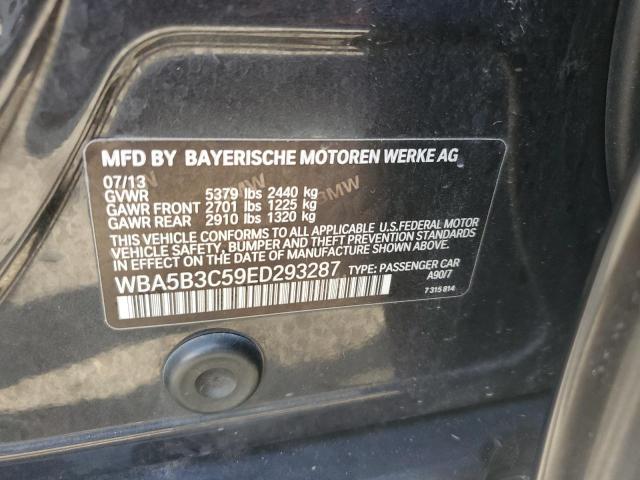 MFD BY BAYERISCHE MOTOREN WERKE AG
07/13
GVWR 5379 lbs 2440 kg
GAWR FRONT 2701 lbs 1225 kg
GAWR REAR 2910 lbs 1320 kg
THIS VEHICLE CONFORMS TO ALL APPLICABLE U.S.FEDERAL MOTOR
VEHICLE SAFETY, BUMPER AND THEFT PREVENTION STANDARDS
IN EFFECT ON THE DATE OF MANUFACTURE SHOWN ABOVE.
WBA5B3C59ED293287 TYPE: PASSENGER CAR
A90/7
7 315 814
BMW